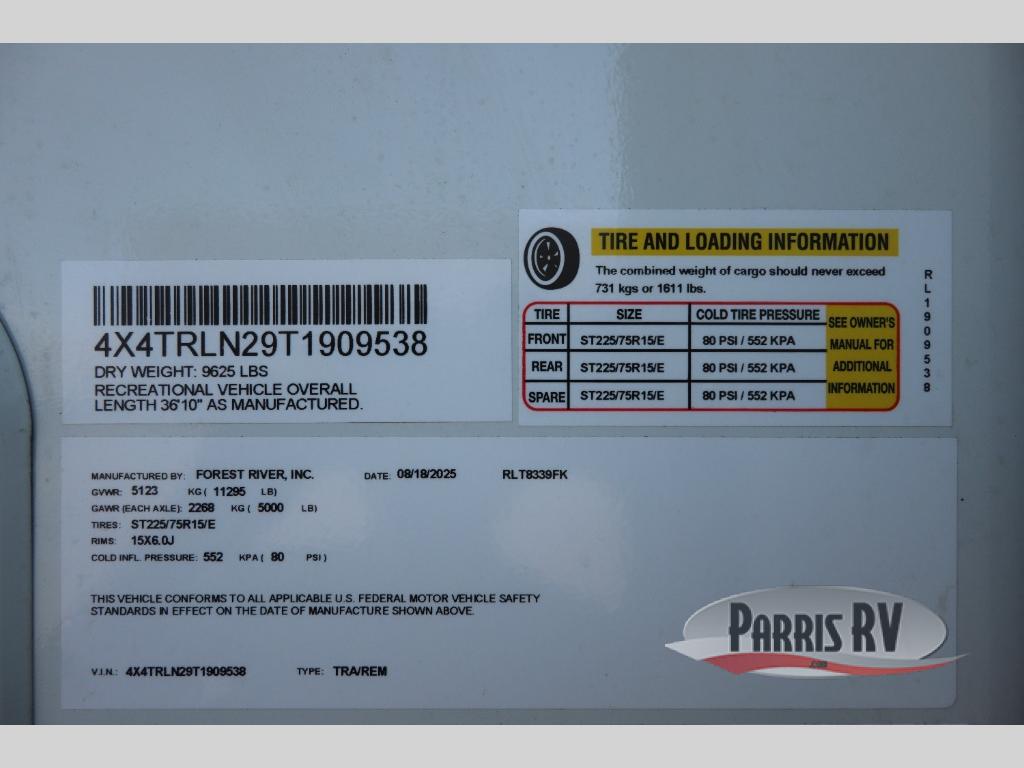 4X4TRLN29T1909538
DRY WEIGHT: 9625 LBS
RECREATIONAL VEHICLE OVERALL
LENGTH 36'10" AS MANUFACTURED.
TIRE AND LOADING INFORMATION
The combined weight of cargo should never exceed
731 kgs or 1611 lbs.
TIRE SIZE COLD TIRE PRESSURE
FRONT ST225/75R15/E 80 PSI / 552 KPA
REAR ST225/75R15/E 80 PSI / 552 KPA
SPARE ST225/75R15/E 80 PSI / 552 KPA
SEE OWNER'S
MANUAL FOR
ADDITIONAL
INFORMATION
RL1909538
MANUFACTURED BY: FOREST RIVER, INC. DATE: 08/18/2025 RLT8339FK
GVWR: 5123 KG ( 11295 LB)
GAWR (EACH AXLE): 2268 KG ( 5000 LB)
TIRES: ST225/75R15/E
RIMS: 15X6.0J
COLD INFL. PRESSURE: 552 KPA ( 80 PSI )
THIS VEHICLE CONFORMS TO ALL APPLICABLE U.S. FEDERAL MOTOR VEHICLE SAFETY
STANDARDS IN EFFECT ON THE DATE OF MANUFACTURE SHOWN ABOVE.
V.I.N.: 4X4TRLN29T1909538 TYPE: TRA/REM
PARRIS RV
.com